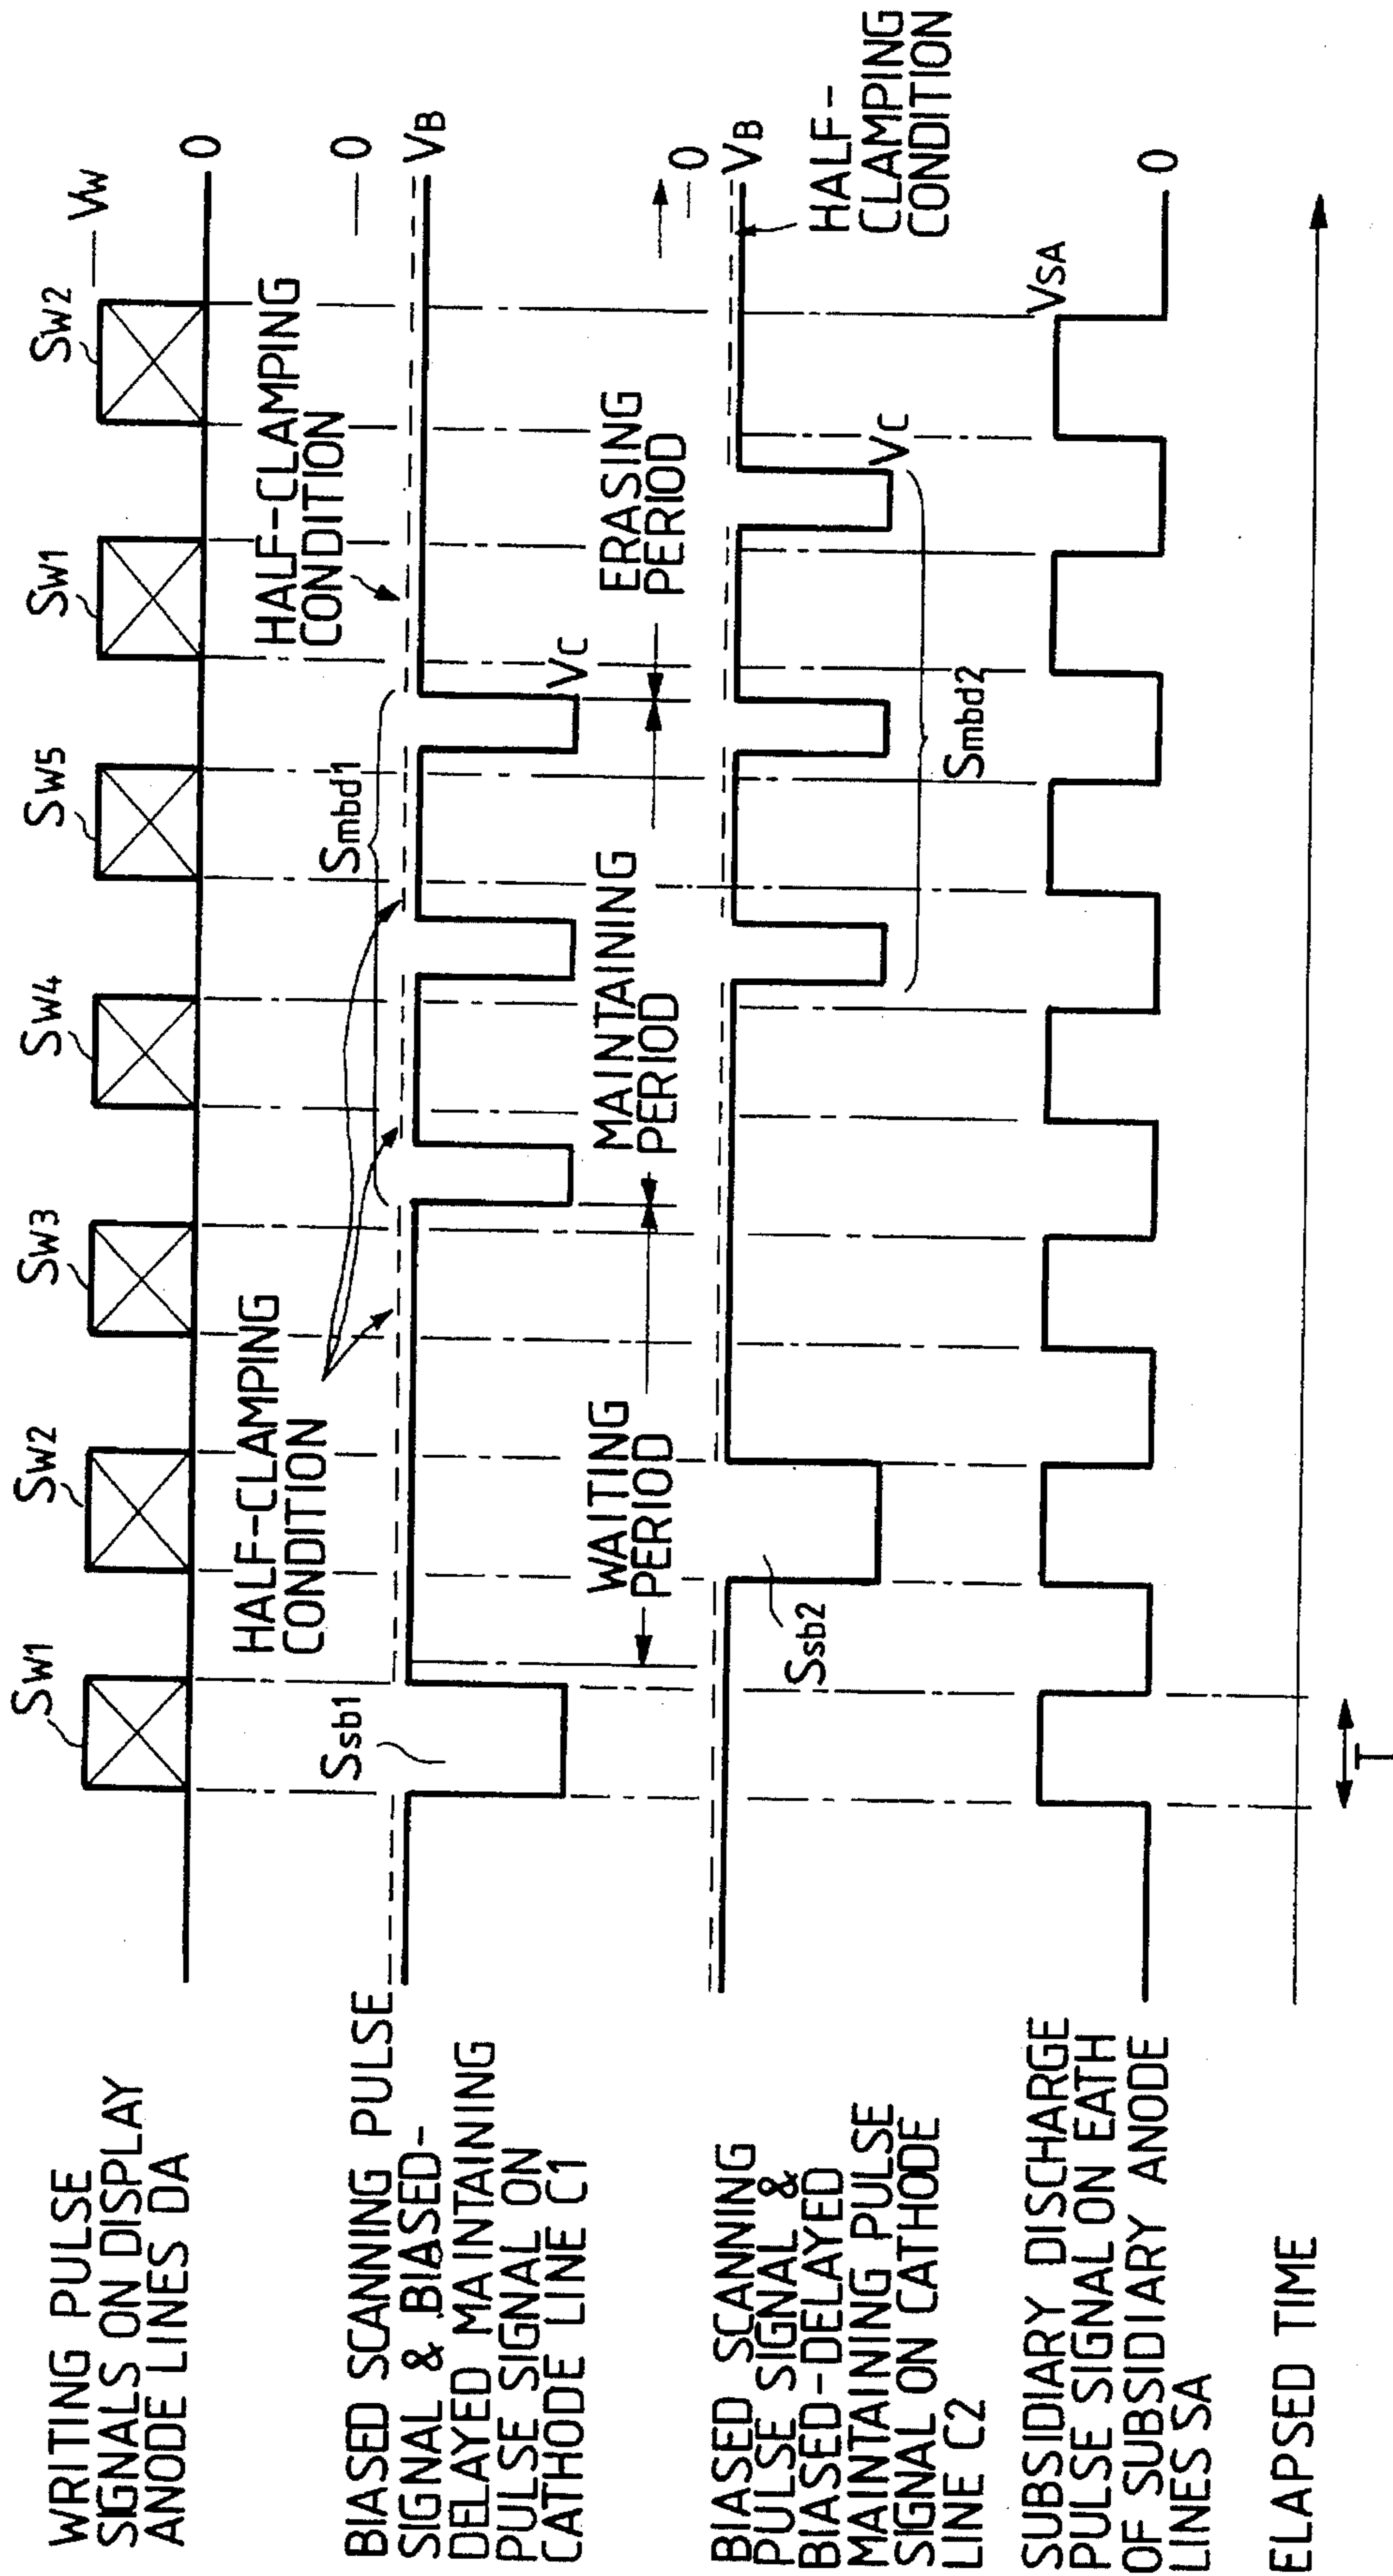 WRITING PULSE
SIGNALS ON DISPLAY
ANODE LINES DA
SW1
SW2
SW3
SW4
SW5
SW1
SW2
VW
0
BIASED SCANNING PULSE
SIGNAL & BIASED-
DELAYED MAINTAINING
PULSE SIGNAL ON
CATHODE LINE C1
Ssb1
HALF-CLAMPING
CONDITION
Smbd1
HALF-CLAMPING
CONDITION
VC
0
VB
WAITING
PERIOD
MAINTAINING
PERIOD
ERASING
PERIOD
BIASED SCANNING
PULSE SIGNAL &
BIASED-DELAYED
MAINTAINING PULSE
SIGNAL ON CATHODE
LINE C2
Ssb2
Smbd2
VC
0
VB
HALF-
CLAMPING
CONDITION
SUBSIDIARY DISCHARGE
PULSE SIGNAL ON EATH
OF SUBSIDIARY ANODE
LINES SA
VSA
0
ELAPSED TIME
T